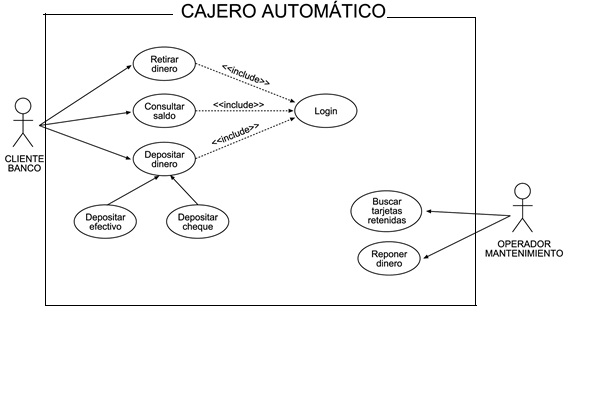 CAJERO AUTOMÁTICO
Retirar
dinero
<<include>>
Consultar
saldo
<<include>>
Login
<<include>>
Depositar
dinero
CLIENTE
BANCO
Depositar
efectivo
Depositar
cheque
Buscar
tarjetas
retenidas
Reponer
dinero
OPERADOR
MANTENIMIENTO